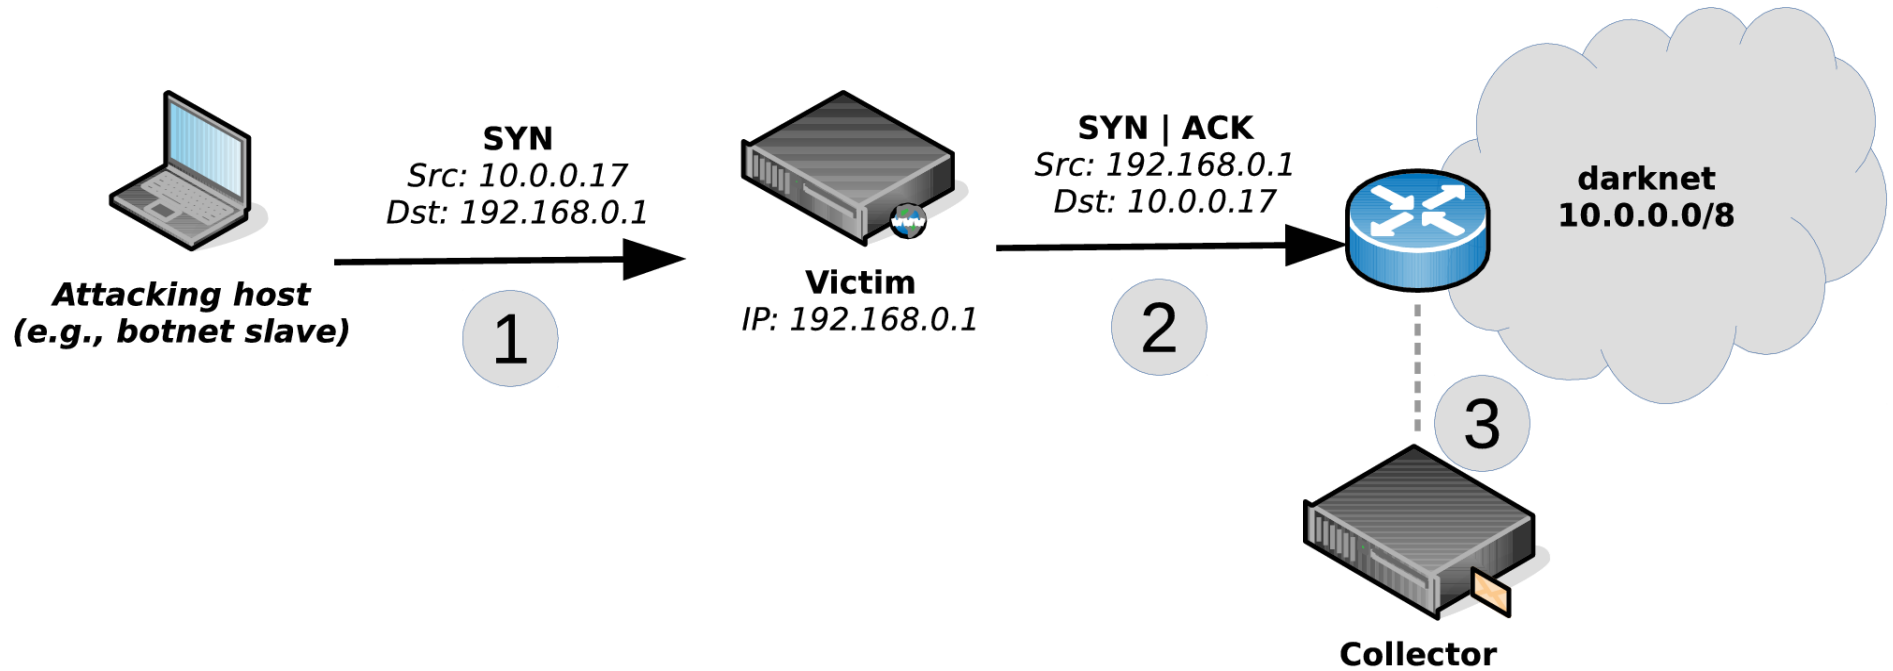 SYN
Src: 10.0.0.17
Dst: 192.168.0.1
Attacking host
(e.g., botnet slave)
1
www
Victim
IP: 192.168.0.1
SYN | ACK
Src: 192.168.0.1
Dst: 10.0.0.17
2
darknet
10.0.0.0/8
3
Collector